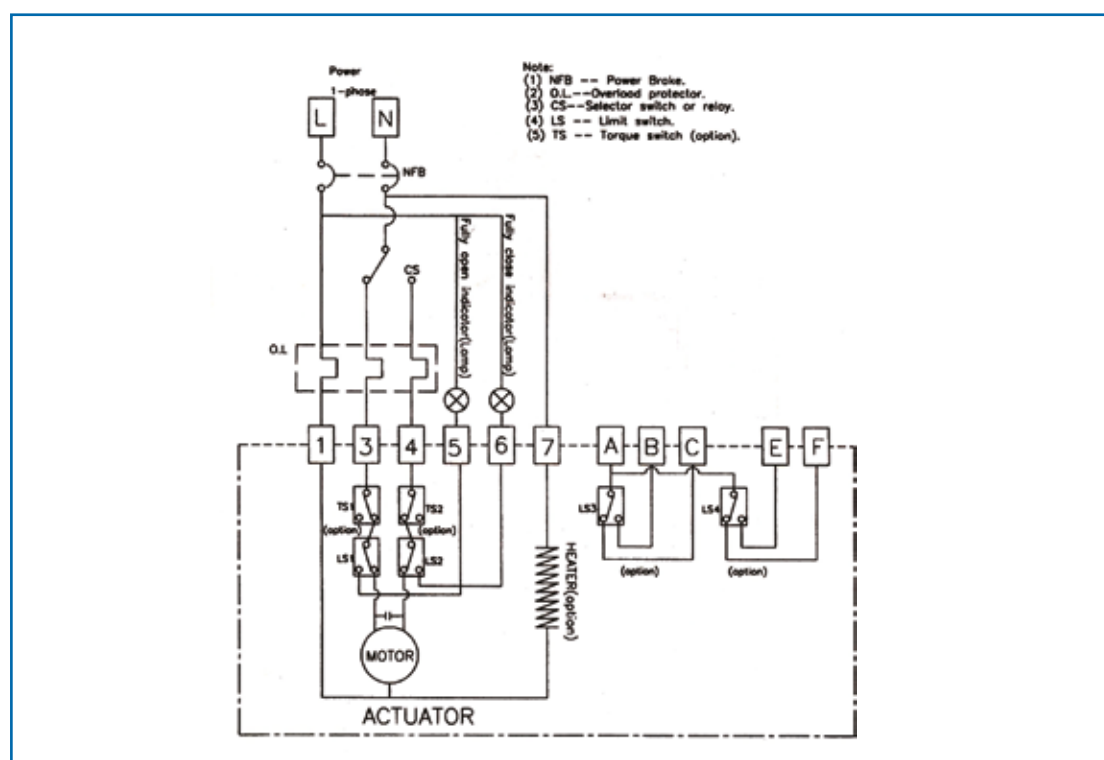 Power
1-phase
L N
NFB
Note:
(1) NFB -- Power Brake.
(2) O.L--Overload protector.
(3) CS--Selector switch or relay.
(4) LS -- Limit switch.
(5) TS -- Torque switch (option).
CS
Fully open indicator(Lamp)
Fully close indicator(Lamp)
O.L
1 3 4 5 6 7 A B C E F
TS1 TS2
(option) (option)
LS1 LS2
LS3 LS4
(option) (option)
HEATER(option)
MOTOR
ACTUATOR